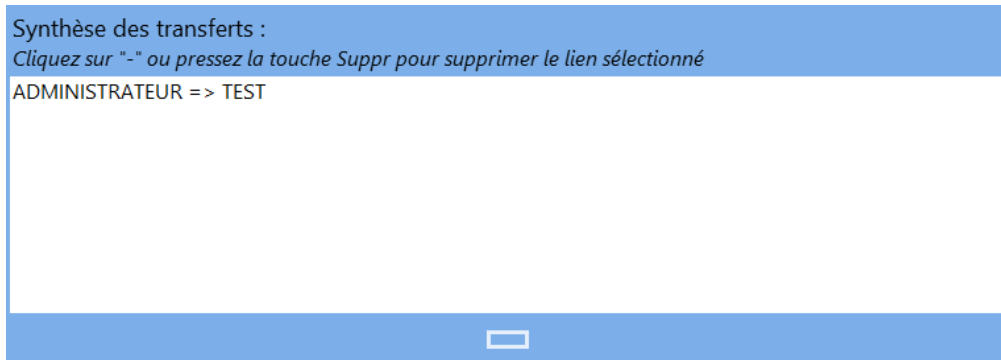 Synthèse des transferts :
Cliquez sur "-" ou pressez la touche Suppr pour supprimer le lien sélectionné
ADMINISTRATEUR => TEST